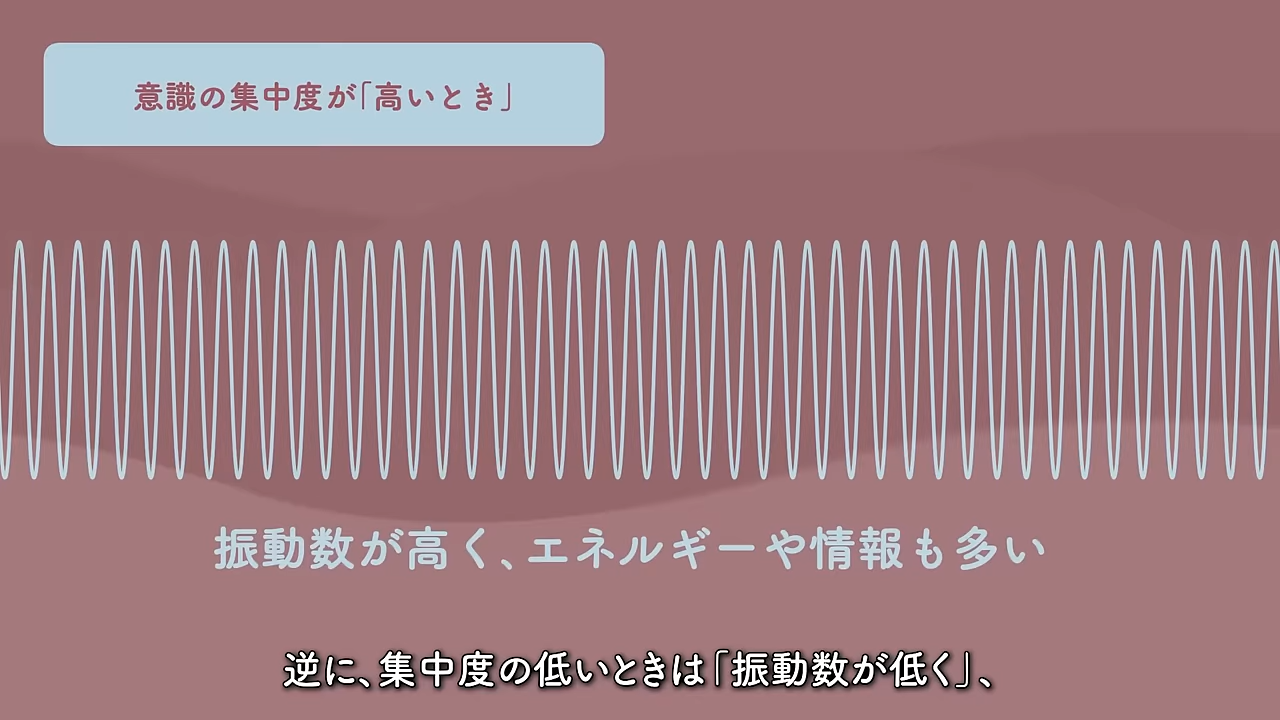 意識の集中度が「高いとき」
振動数が高く、エネルギーや情報も多い
逆に、集中度の低いときは「振動数が低く」、